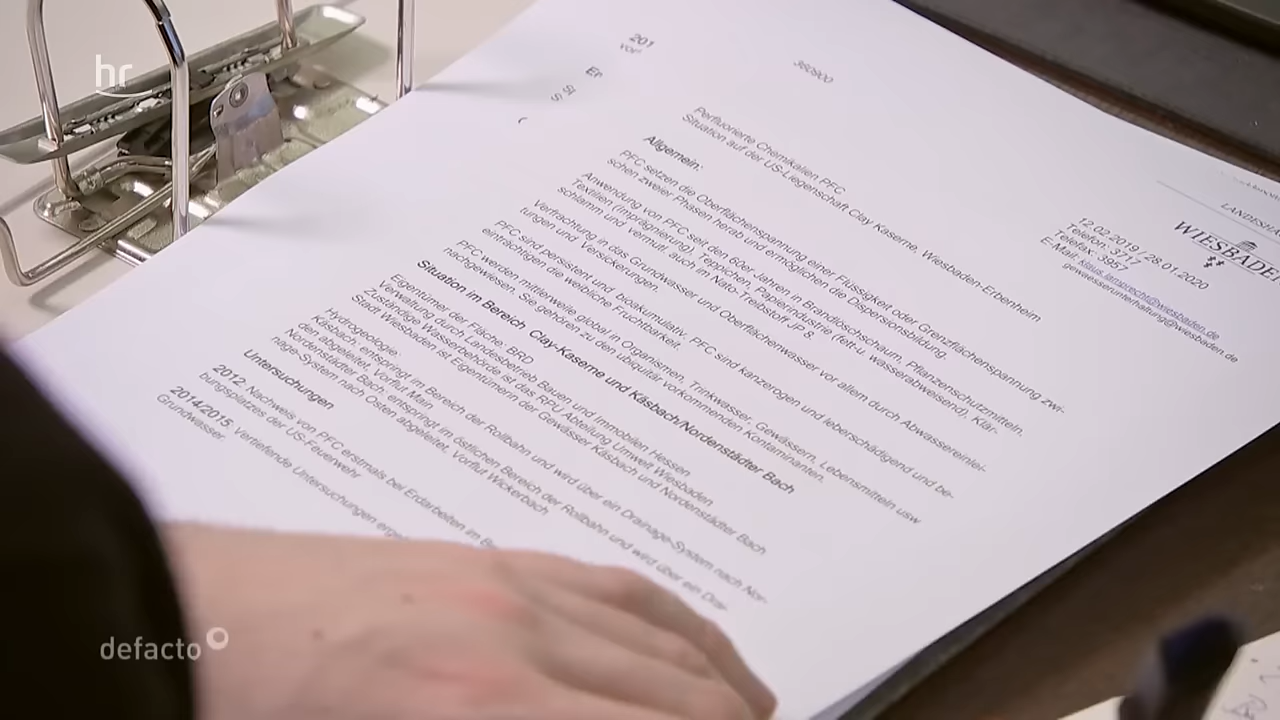 hr
201
360900
LANDESHA
WIESBADE
12.02.2019 / 28.01.2020
Telefon: 3717
Telefax: 3957
E-Mail: klaus.lamprecht@wiesbaden.de
gewaesserunterhaltung@wiesbaden.de
Perfluorierte Chemikalien PFC
Situation auf der US-Liegenschaft Clay Kaserne, Wiesbaden-Erbenheim
Allgemein:
PFC setzen die Oberflächenspannung einer Flüssigkeit oder Grenzflächenspannung zwi-
schen zweier Phasen herab und ermöglichen die Dispersionsbildung.
Anwendung von PFC seit den 60er Jahren in Brandlöschschaum, Pflanzenschutzmitteln,
Textilien (Imprägnierung), Teppichen, Papierindustrie (fett-u. wasserabweisend), Klär-
schlamm und vermutl. auch im Nato-Treibstoff JP 8.
Verfrachtung in das Grundwasser und Oberflächenwasser vor allem durch Abwassereinlei-
tungen und Versickerungen.
PFC sind persistent und bioakkumulativ. PFC sind kanzerogen und leberschädigend und be-
einträchtigen die weibliche Fruchtbarkeit.
PFC werden mittlerweile global in Organismen, Trinkwasser, Gewässern, Lebensmitteln usw
nachgewiesen. Sie gehören zu den ubiquitär vorkommenden Kontaminanten.
Situation im Bereich Clay-Kaserne und Käsbach/Nordenstädter Bach
Eigentümer der Fläche: BRD
Verwaltung durch Landesbetrieb Bauen und Immobilien Hessen
Zuständige Wasserbehörde ist das RPU Abteilung Umwelt Wiesbaden
Stadt Wiesbaden ist Eigentümerin der Gewässer Käsbach und Nordenstädter Bach
Hydrogeologie:
Käsbach: entspringt im Bereich der Rollbahn und wird über ein Drainage-System nach Nor-
den abgeleitet. Vorflut Main
Nordenstädter Bach: entspringt im östlichen Bereich der Rollbahn und wird über ein Drai-
nage-System nach Osten abgeleitet, Vorflut Wickerbach
Untersuchungen
2012: Nachweis von PFC erstmals bei Erdarbeiten im Be
bungsplatzes der US-Feuerwehr
2014/2015: Vertiefende Untersuchungen erge
Grundwasser
defacto